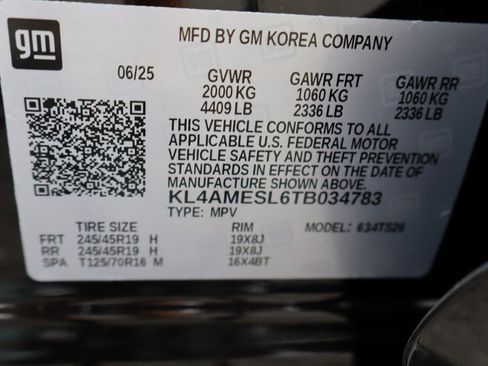 gm
MFD BY GM KOREA COMPANY
06/25 GVWR GAWR FRT GAWR RR
2000 KG 1060 KG 1060 KG
4409 LB 2336 LB 2336 LB
THIS VEHICLE CONFORMS TO ALL
APPLICABLE U.S. FEDERAL MOTOR
VEHICLE SAFETY AND THEFT PREVENTION
STANDARDS IN EFFECT ON THE DATE OF
MANUFACTURE SHOWN ABOVE.
KL4AMESL6TB034783
TYPE: MPV MODEL: 634TS26
TIRE SIZE RIM
FRT 245/45R19 H 19X8J
RR 245/45R19 H 19X8J
SPA T125/70R16 M 16X4BT